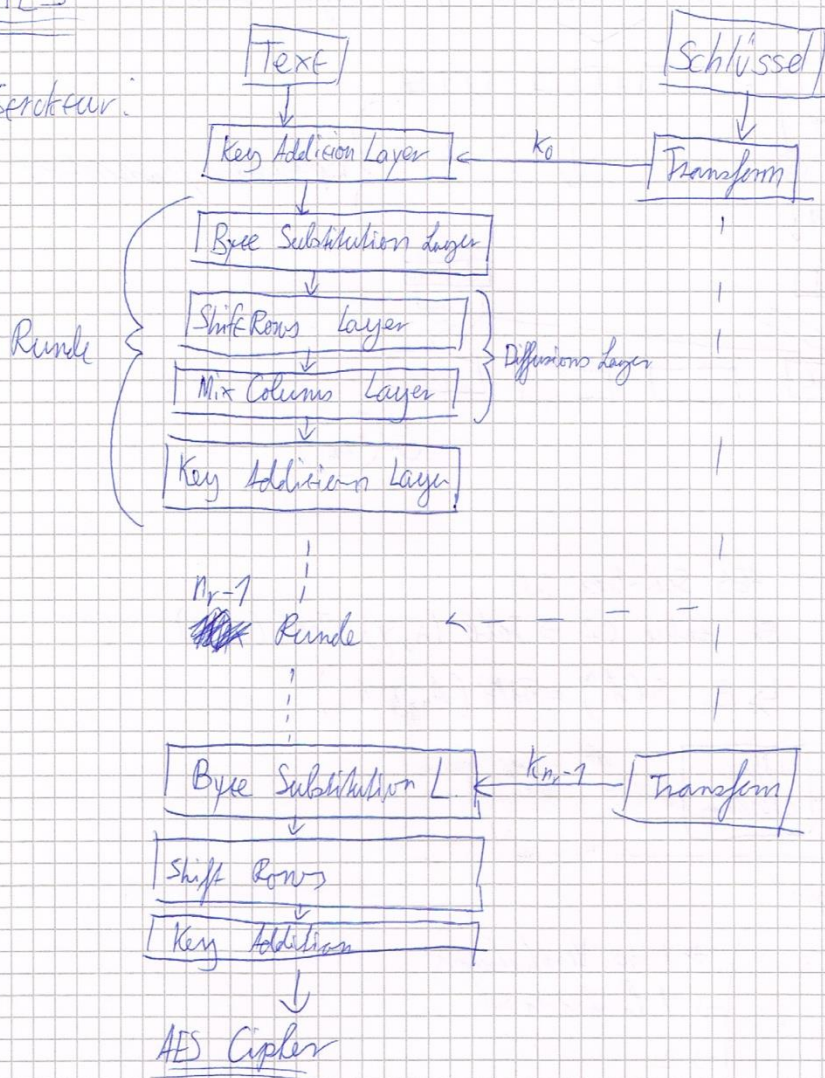 Text
Schlüssel
Key Addition Layer
k0
Transform
Byte Substitution Layer
Runde
Shift Rows Layer
Diffusions Layer
Mix Colums Layer
Key Addition Layer
nr-1
Runde
Byte Substitution L.
Knr-1
Transform
Shift Rows
Key Addition
AES Cipher